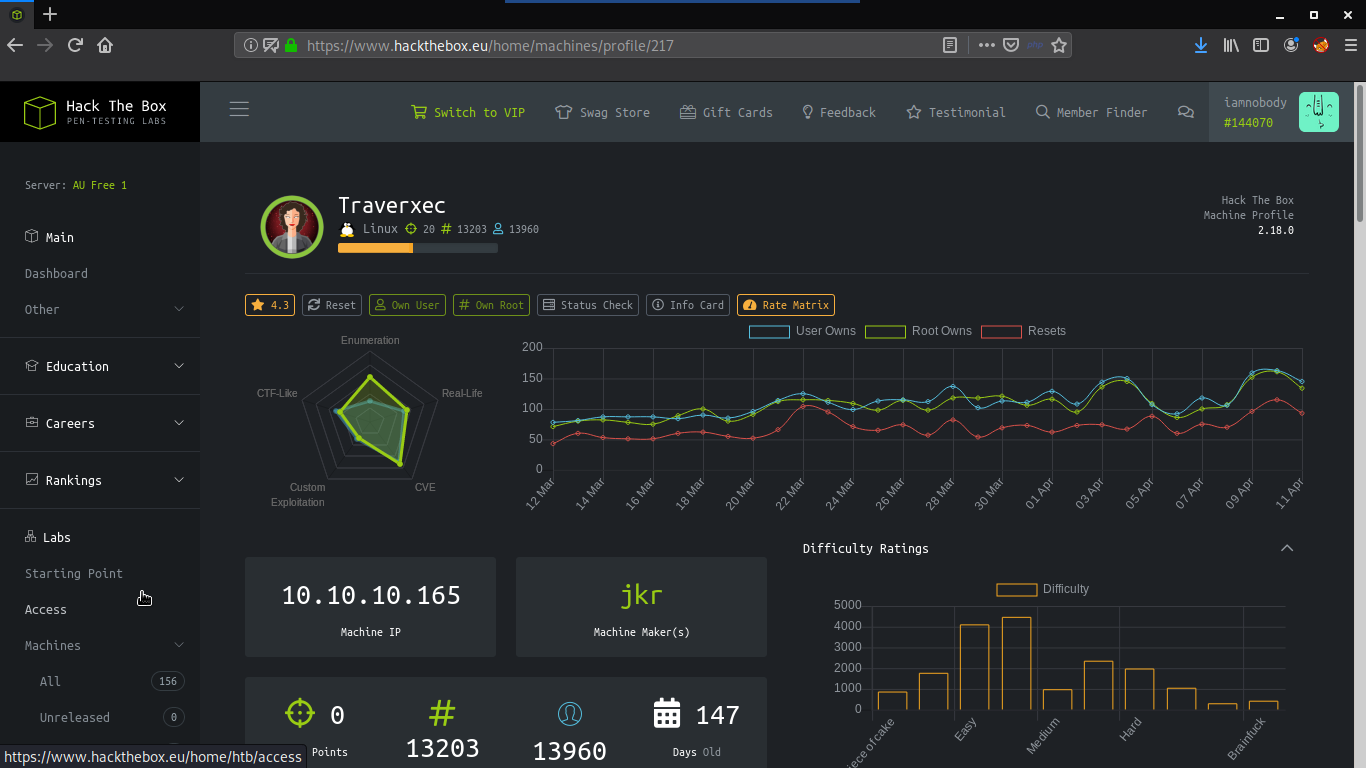 https://www.hackthebox.eu/home/machines/profile/217
Hack The Box
PEN-TESTING LABS
Switch to VIP
Swag Store
Gift Cards
Feedback
Testimonial
Member Finder
iamnobody
#144070
Server: AU Free 1
Main
Dashboard
Other
Education
Careers
Rankings
Labs
Starting Point
Access
Machines
All 156
Unreleased 0
https://www.hackthebox.eu/home/htb/access
Traverxec
Linux 20 # 13203 13960
Hack The Box
Machine Profile
2.18.0
4.3
Reset
Own User
# Own Root
Status Check
Info Card
Rate Matrix
Enumeration
CTF-Like
Real-Life
Custom
Exploitation
CVE
User Owns
Root Owns
Resets
200
150
100
50
0
12 Mar
14 Mar
16 Mar
18 Mar
20 Mar
22 Mar
24 Mar
26 Mar
28 Mar
30 Mar
01 Apr
03 Apr
05 Apr
07 Apr
09 Apr
11 Apr
10.10.10.165
Machine IP
jkr
Machine Maker(s)
0
Points
#
13203
13960
147
Days Old
Difficulty Ratings
Difficulty
5000
4000
3000
2000
1000
0
iece of cake
Easy
Medium
Hard
Brainfuck